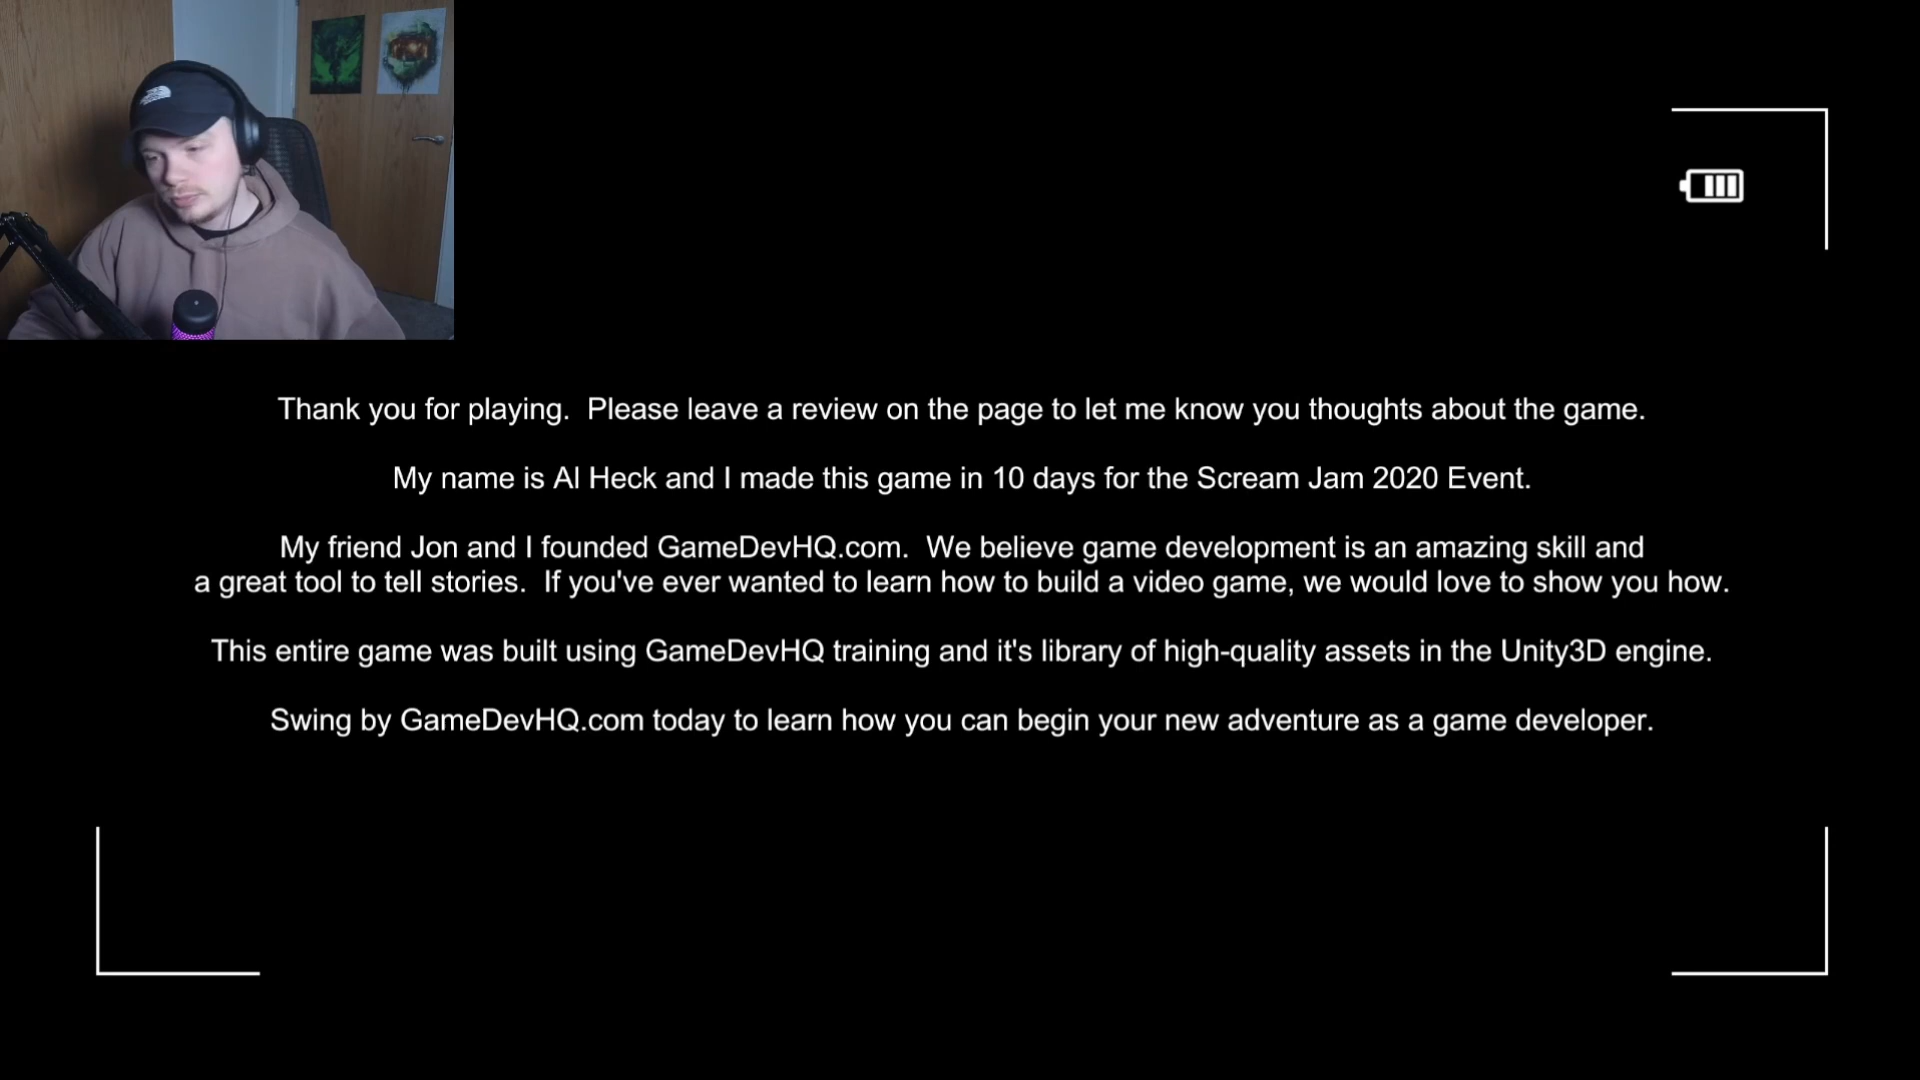 Thank you for playing.  Please leave a review on the page to let me know you thoughts about the game.
My name is Al Heck and I made this game in 10 days for the Scream Jam 2020 Event.
My friend Jon and I founded GameDevHQ.com.  We believe game development is an amazing skill and
a great tool to tell stories.  If you've ever wanted to learn how to build a video game, we would love to show you how.
This entire game was built using GameDevHQ training and it's library of high-quality assets in the Unity3D engine.
Swing by GameDevHQ.com today to learn how you can begin your new adventure as a game developer.